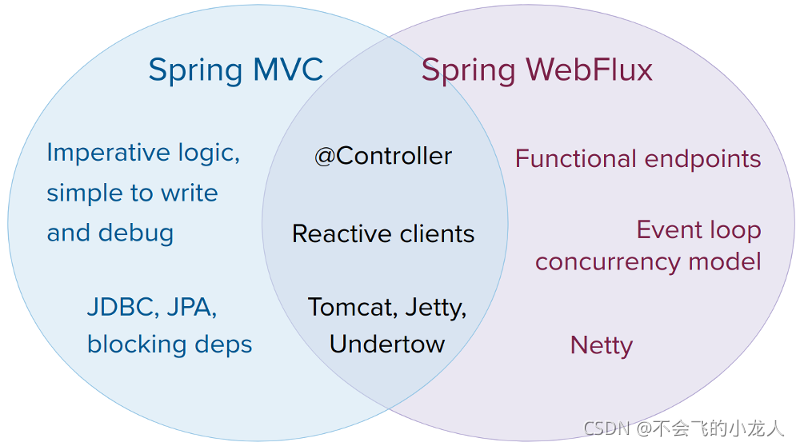 Spring MVC
Spring WebFlux
Imperative logic,
simple to write
and debug
JDBC, JPA,
blocking deps
@Controller
Reactive clients
Tomcat, Jetty,
Undertow
Functional endpoints
Event loop
concurrency model
Netty
CSDN @不会飞的小龙人